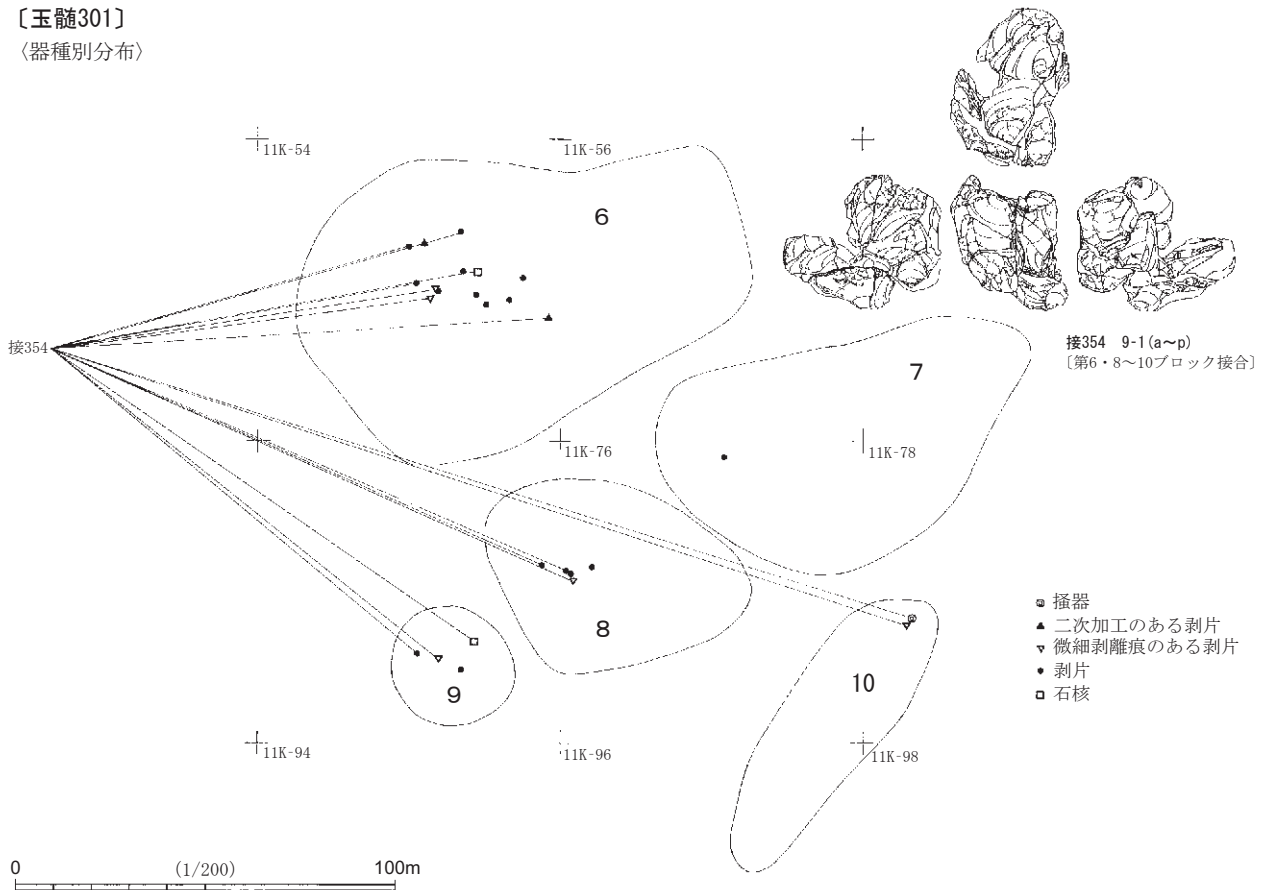 〔玉髄301〕
〈器種別分布〉
11K-54
11K-56
6
接354
接354 9-1(a～p)
〔第6・8～10ブロック接合〕
7
11K-76
11K-78
8
9
10
掻器
二次加工のある剥片
微細剥離痕のある剥片
剥片
石核
11K-94
11K-96
11K-98
0 (1/200) 100m